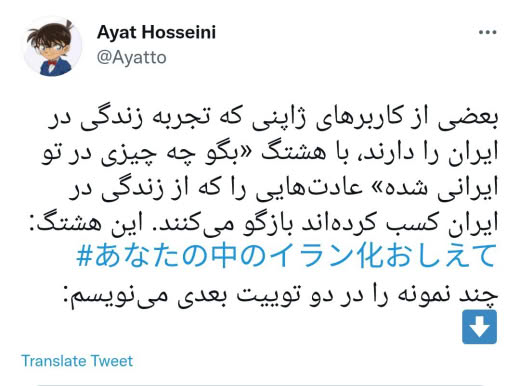 Ayat Hosseini
@Ayatto
بعضی از کاربرهای ژاپنی که تجربه زندگی در
ایران را دارند، با هشتگ «بگو چه چیزی در تو
ایرانی شده» عادت‌هایی را که از زندگی در
ایران کسب کرده‌اند بازگو می‌کنند. این هشتگ:
#あなたの中のイラン化おしえて
چند نمونه را در دو توییت بعدی می‌نویسم:
⬇️
Translate Tweet